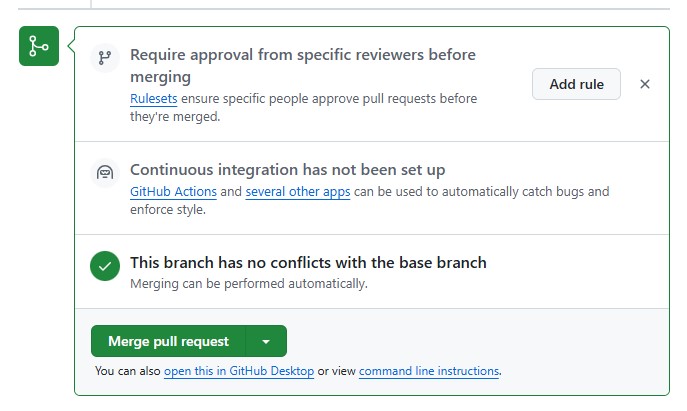 Require approval from specific reviewers before
merging
Rulesets ensure specific people approve pull requests before
they're merged.
Add rule
Continuous integration has not been set up
GitHub Actions and several other apps can be used to automatically catch bugs and
enforce style.
This branch has no conflicts with the base branch
Merging can be performed automatically.
Merge pull request
You can also open this in GitHub Desktop or view command line instructions.